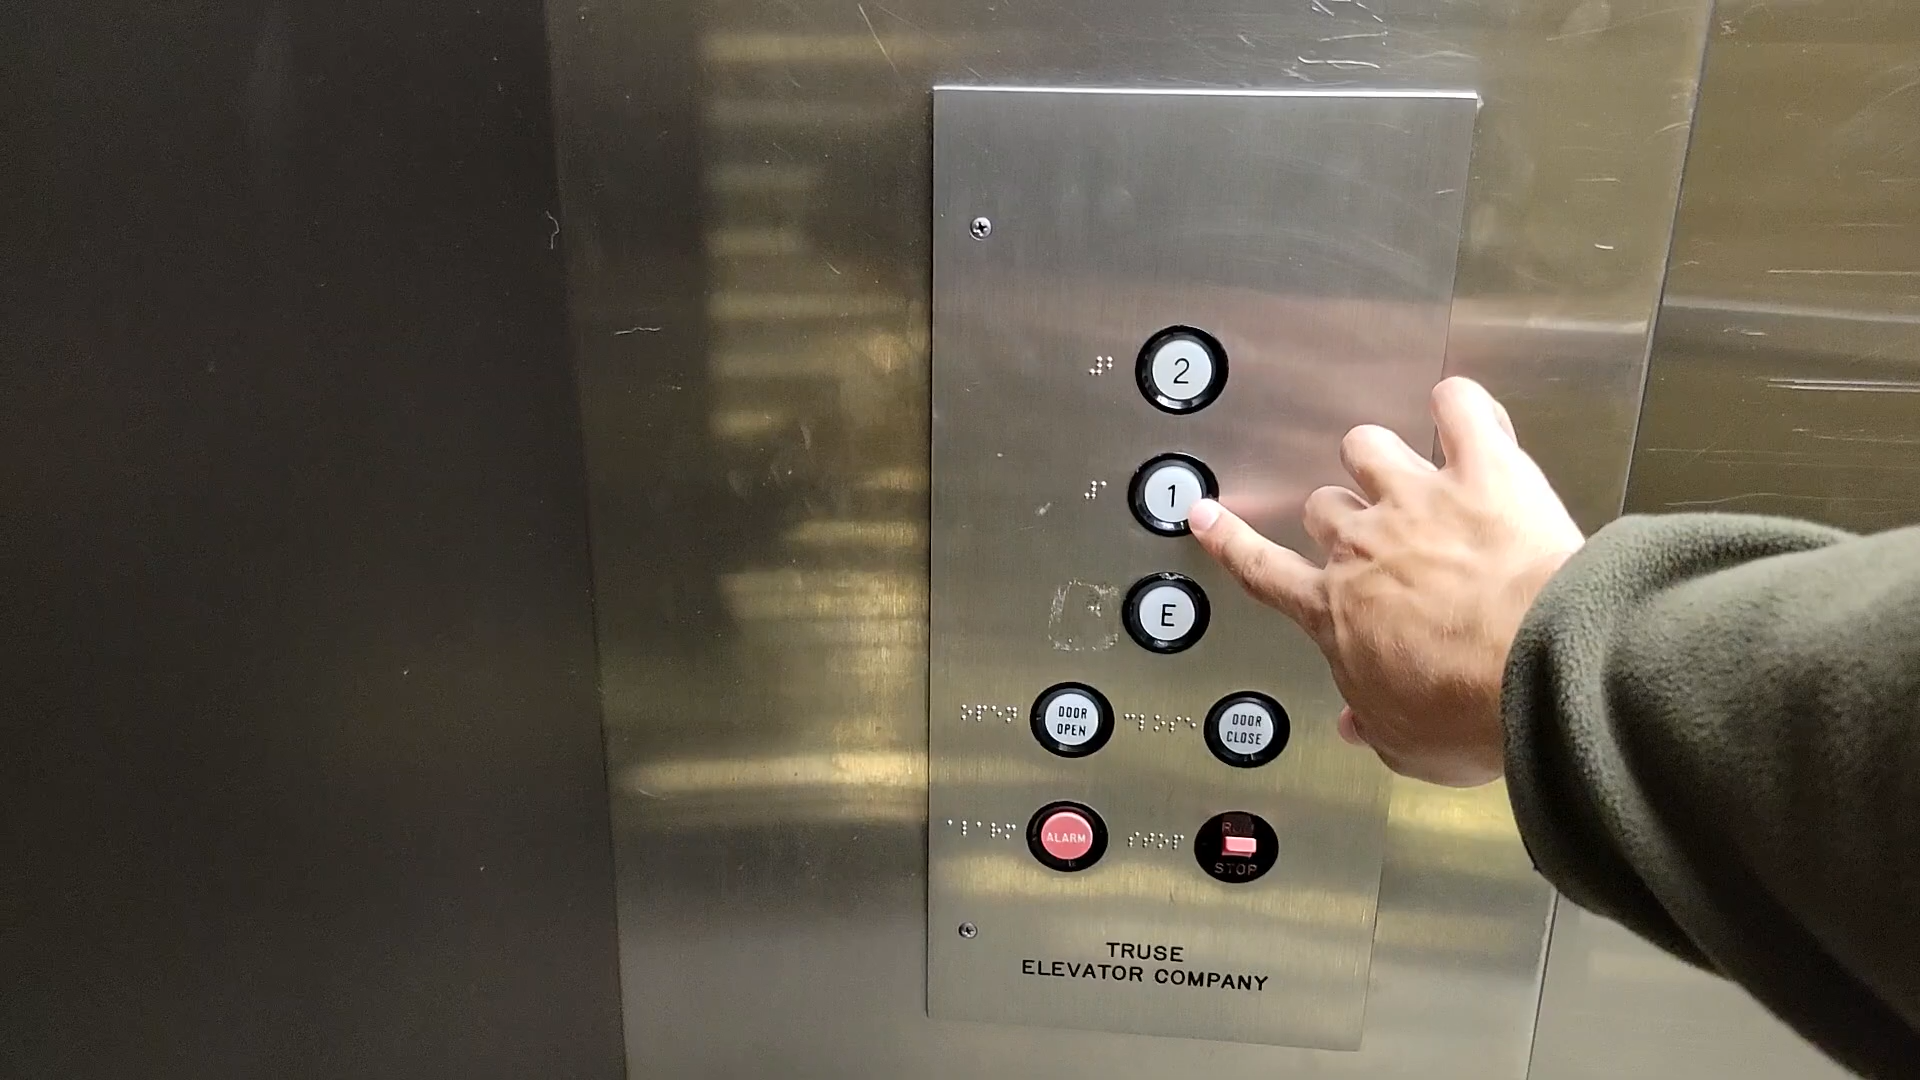 2
1
E
DOOR
OPEN
DOOR
CLOSE
ALARM
STOP
TRUSE
ELEVATOR COMPANY